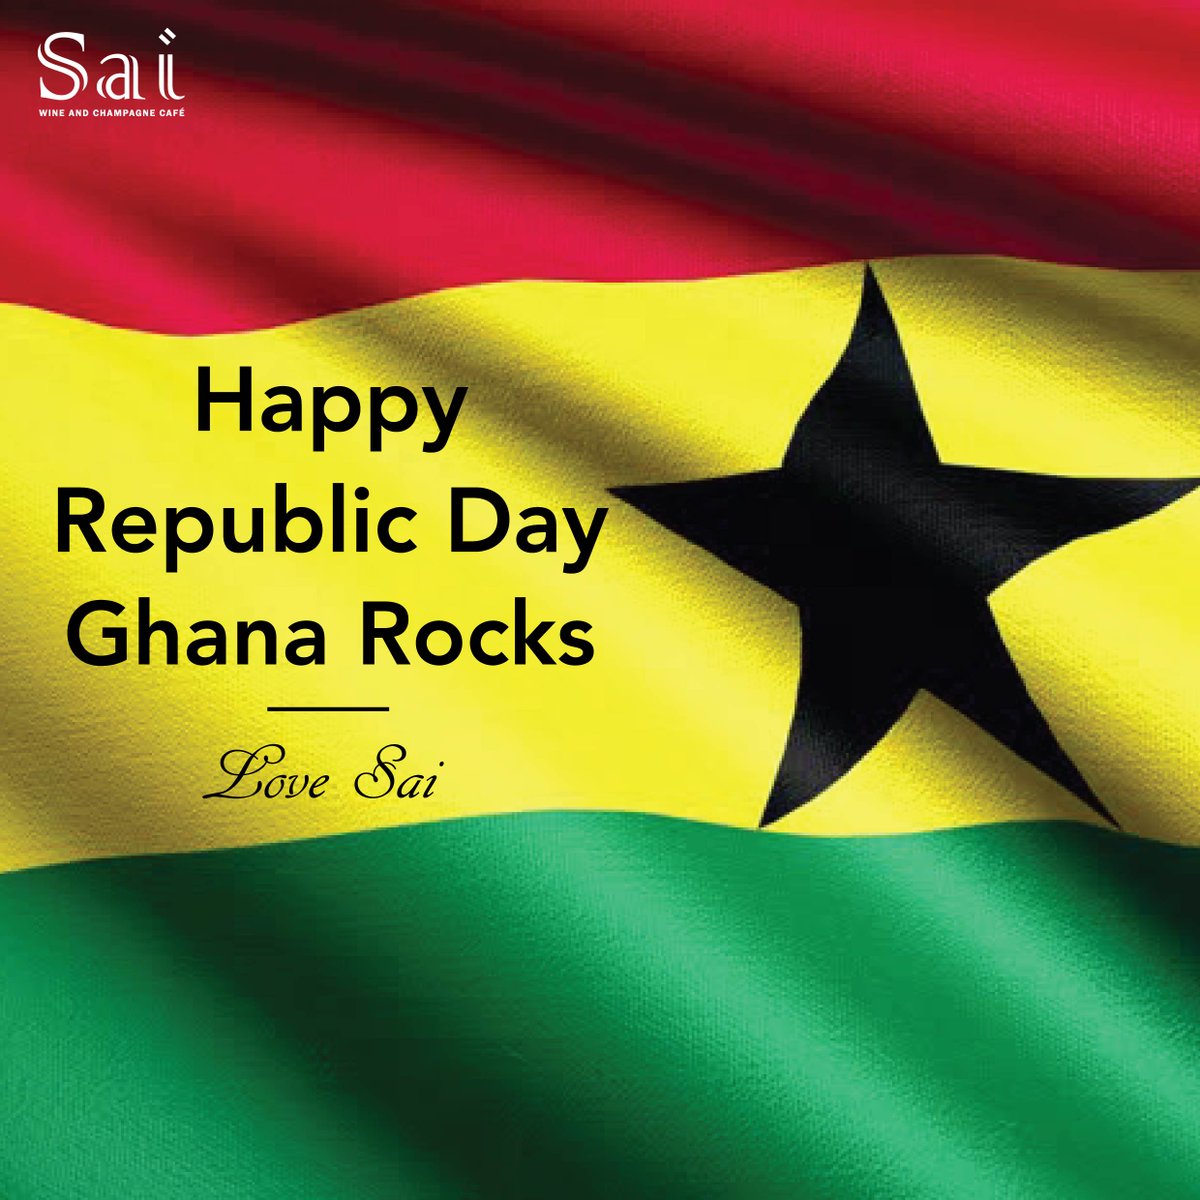 Sai
WINE AND CHAMPAGNE CAFÉ
Happy
Republic Day
Ghana Rocks
Love Sai